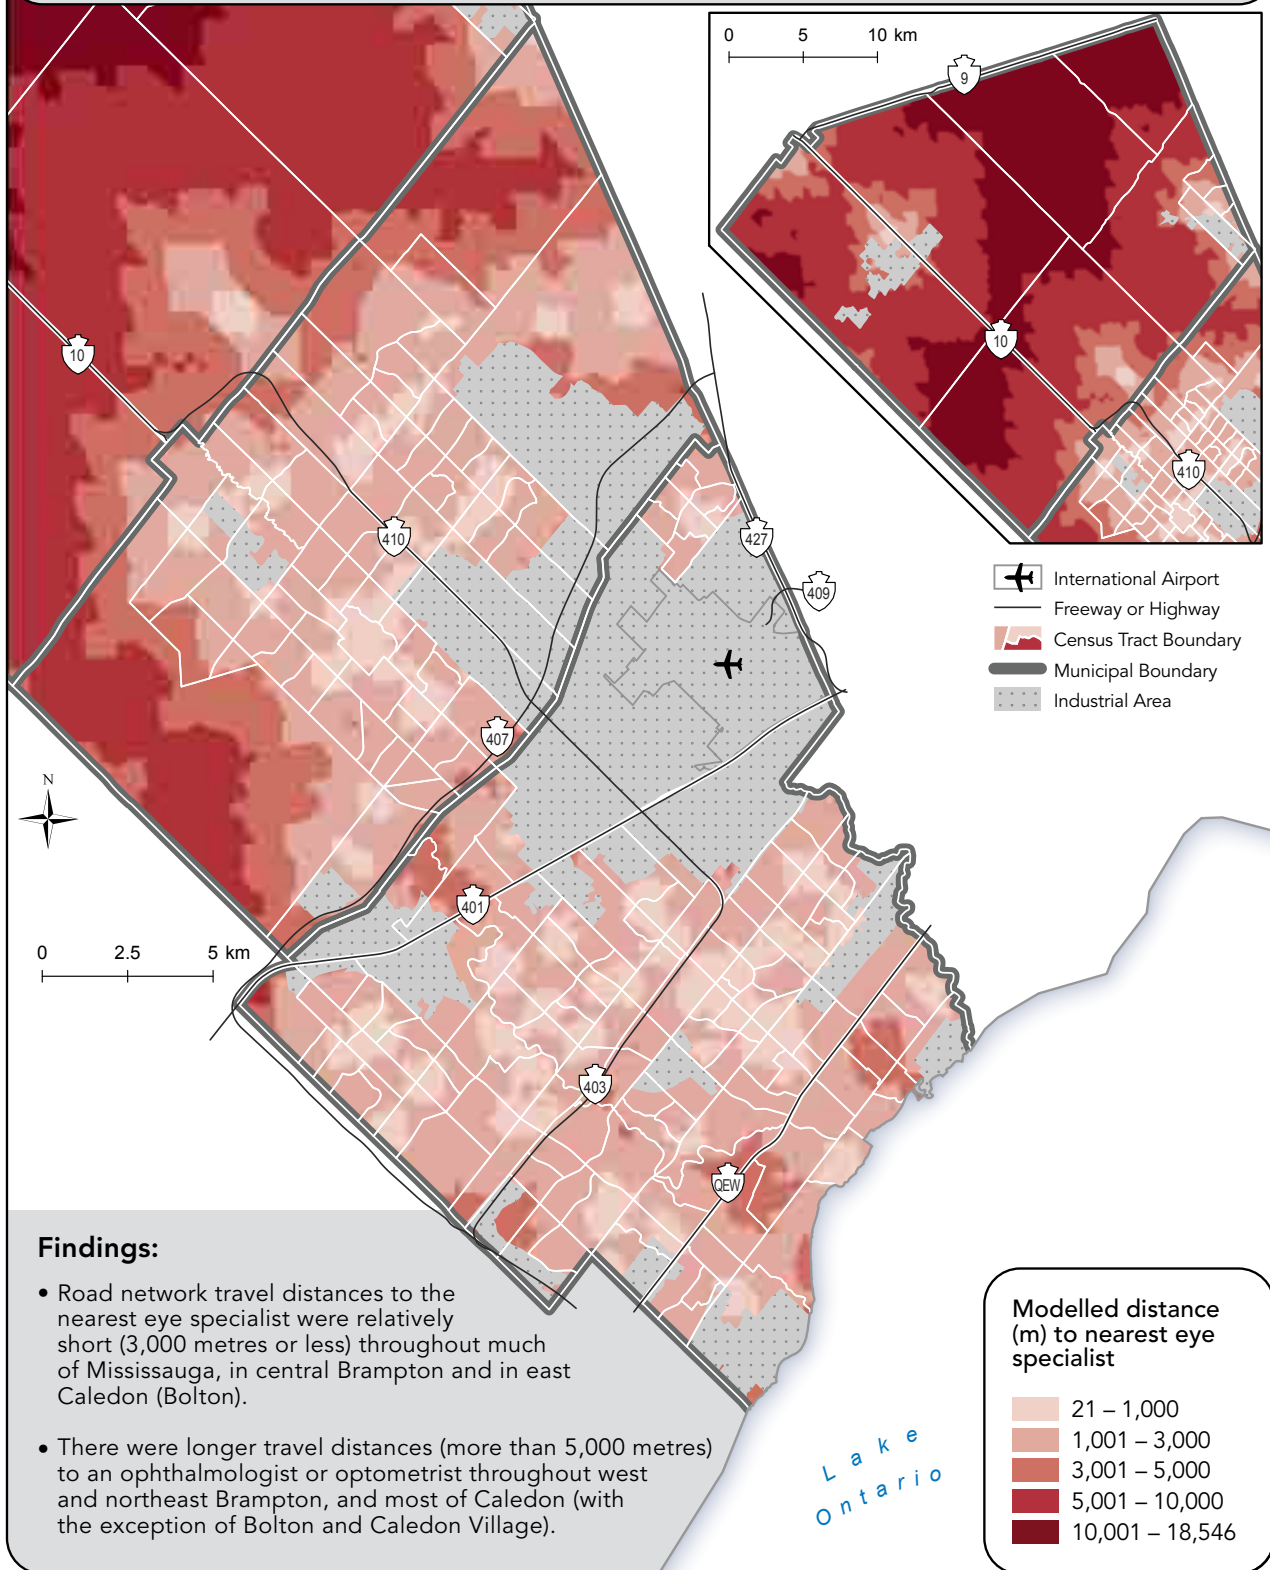 0 5 10 km
9
10
410
10
410
427
409
407
401
403
QEW
International Airport
Freeway or Highway
Census Tract Boundary
Municipal Boundary
Industrial Area
N
0 2.5 5 km
Findings:
• Road network travel distances to the
nearest eye specialist were relatively
short (3,000 metres or less) throughout much
of Mississauga, in central Brampton and in east
Caledon (Bolton).
• There were longer travel distances (more than 5,000 metres)
to an ophthalmologist or optometrist throughout west
and northeast Brampton, and most of Caledon (with
the exception of Bolton and Caledon Village).
Lake
Ontario
Modelled distance
(m) to nearest eye
specialist
21 – 1,000
1,001 – 3,000
3,001 – 5,000
5,001 – 10,000
10,001 – 18,546